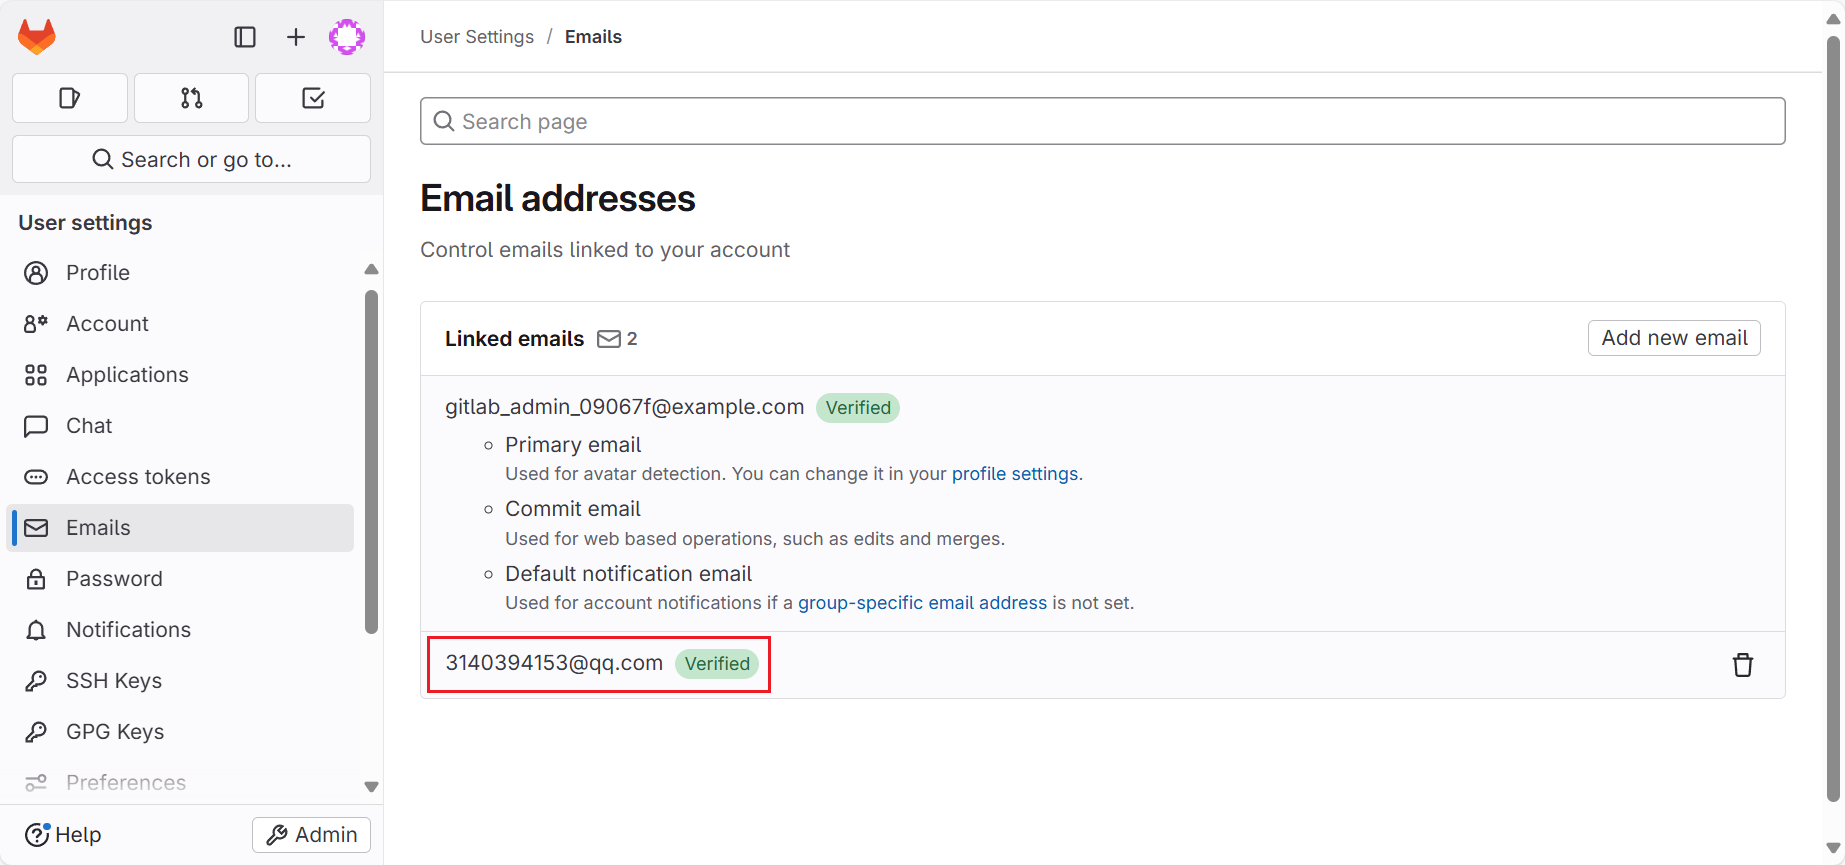 User Settings / Emails
Search or go to...
User settings
Profile
Account
Applications
Chat
Access tokens
Emails
Password
Notifications
SSH Keys
GPG Keys
Preferences
Help
Admin
Search page
Email addresses
Control emails linked to your account
Linked emails 2
Add new email
gitlab_admin_09067f@example.com Verified
Primary email
Used for avatar detection. You can change it in your profile settings.
Commit email
Used for web based operations, such as edits and merges.
Default notification email
Used for account notifications if a group-specific email address is not set.
3140394153@qq.com Verified